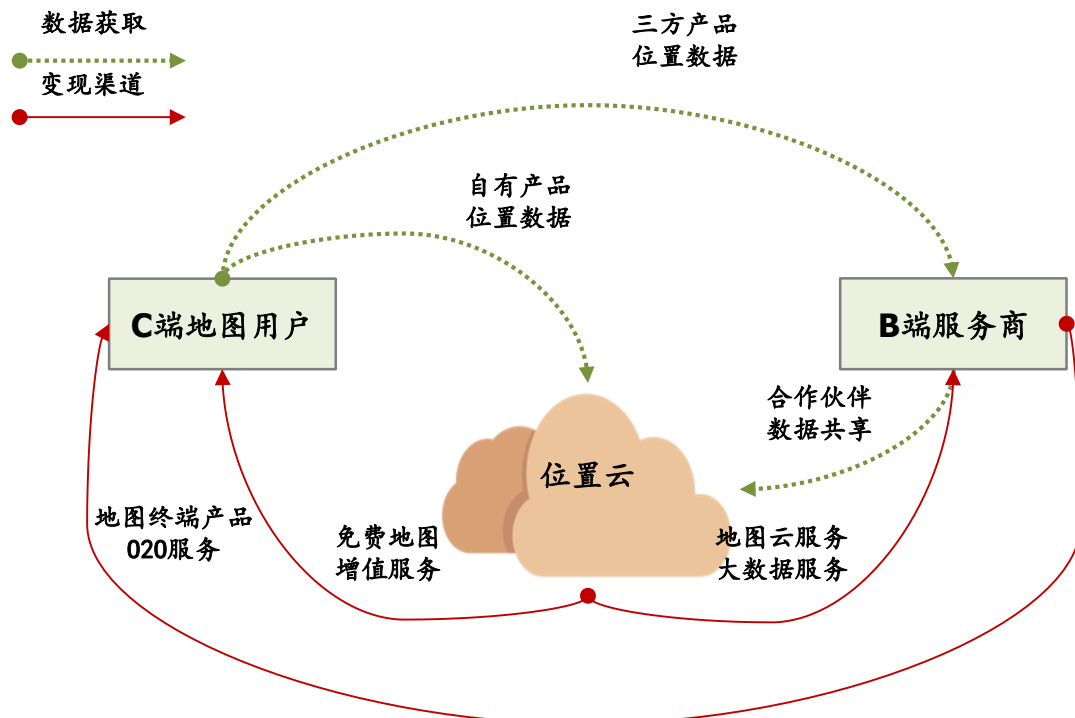 数据获取
变现渠道
三方产品
位置数据
自有产品
位置数据
C端地图用户
B端服务商
合作伙伴
数据共享
位置云
地图终端产品
020服务
免费地图
增值服务
地图云服务
大数据服务